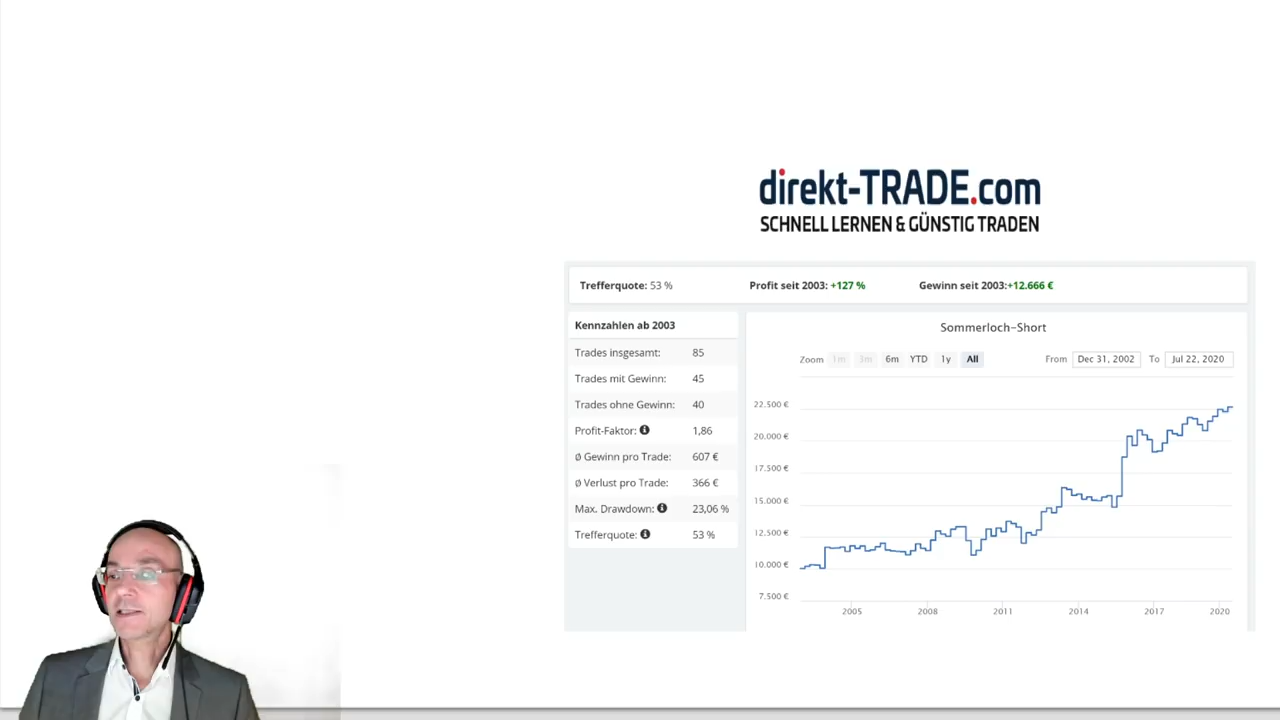 direkt-TRADE.com
SCHNELL LERNEN & GÜNSTIG TRADEN
Trefferquote: 53 % Profit seit 2003: +127 % Gewinn seit 2003:+12.666 €
Kennzahlen ab 2003
Trades insgesamt: 85
Trades mit Gewinn: 45
Trades ohne Gewinn: 40
Profit-Faktor: 1,86
Ø Gewinn pro Trade: 607 €
Ø Verlust pro Trade: 366 €
Max. Drawdown: 23,06 %
Trefferquote: 53 %
Sommerloch-Short
Zoom 1m 3m 6m YTD 1y All From Dec 31, 2002 To Jul 22, 2020
22.500 €
20.000 €
17.500 €
15.000 €
12.500 €
10.000 €
7.500 €
2005 2008 2011 2014 2017 2020